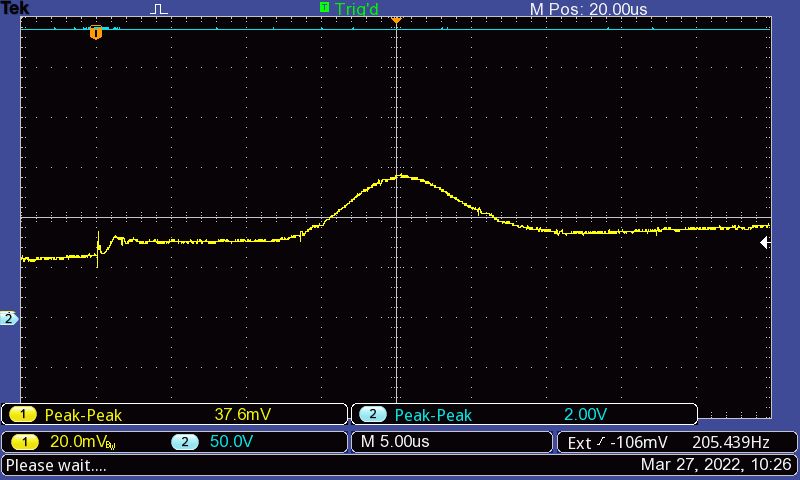 Tek T Trig'd M Pos: 20.00us
T
2
1 Peak-Peak 37.6mV 2 Peak-Peak 2.00V
1 20.0mVBW 2 50.0V M 5.00us Ext -106mV 205.439Hz
Please wait.... Mar 27, 2022, 10:26